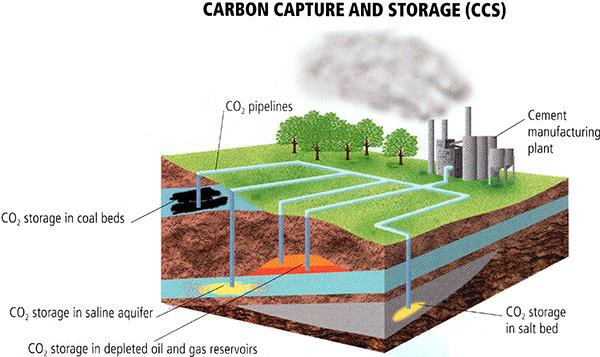 CARBON CAPTURE AND STORAGE (CCS)
CO₂ pipelines
Cement
manufacturing
plant
CO₂ storage in coal beds
CO₂ storage in saline aquifer
CO₂ storage
in salt bed
CO₂ storage in depleted oil and gas reservoirs